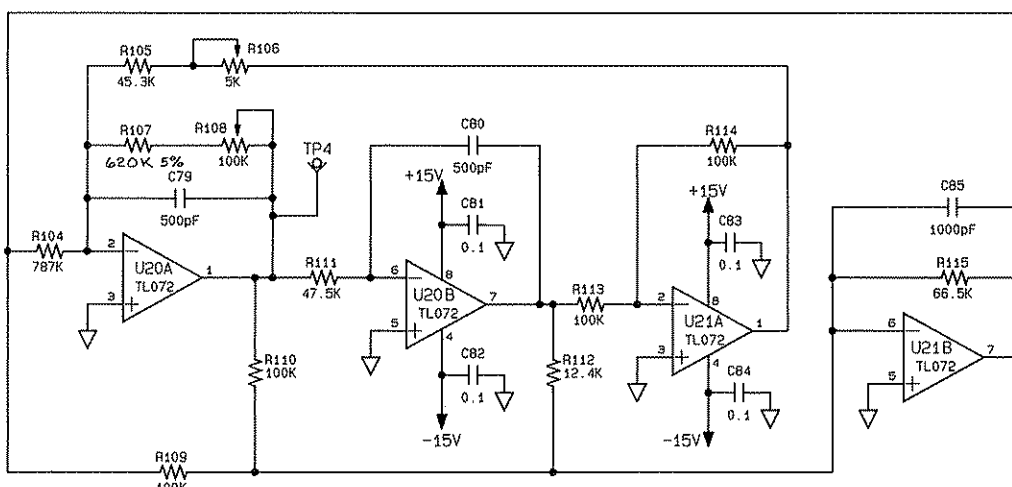 R105
45.3K
R106
5K
R107
620K 5%
R108
100K
C79
500pF
TP4
C80
500pF
R114
100K
+15V
C81
0.1
+15V
C83
0.1
C85
1000pF
R115
66.5K
R104
787K
2
3
1
U20A
TL072
R111
47.5K
6
5
7
8
4
U20B
TL072
R113
100K
2
3
1
8
4
U21A
TL072
6
5
7
U21B
TL072
R110
100K
C82
0.1
-15V
R112
12.4K
C84
0.1
-15V
R109